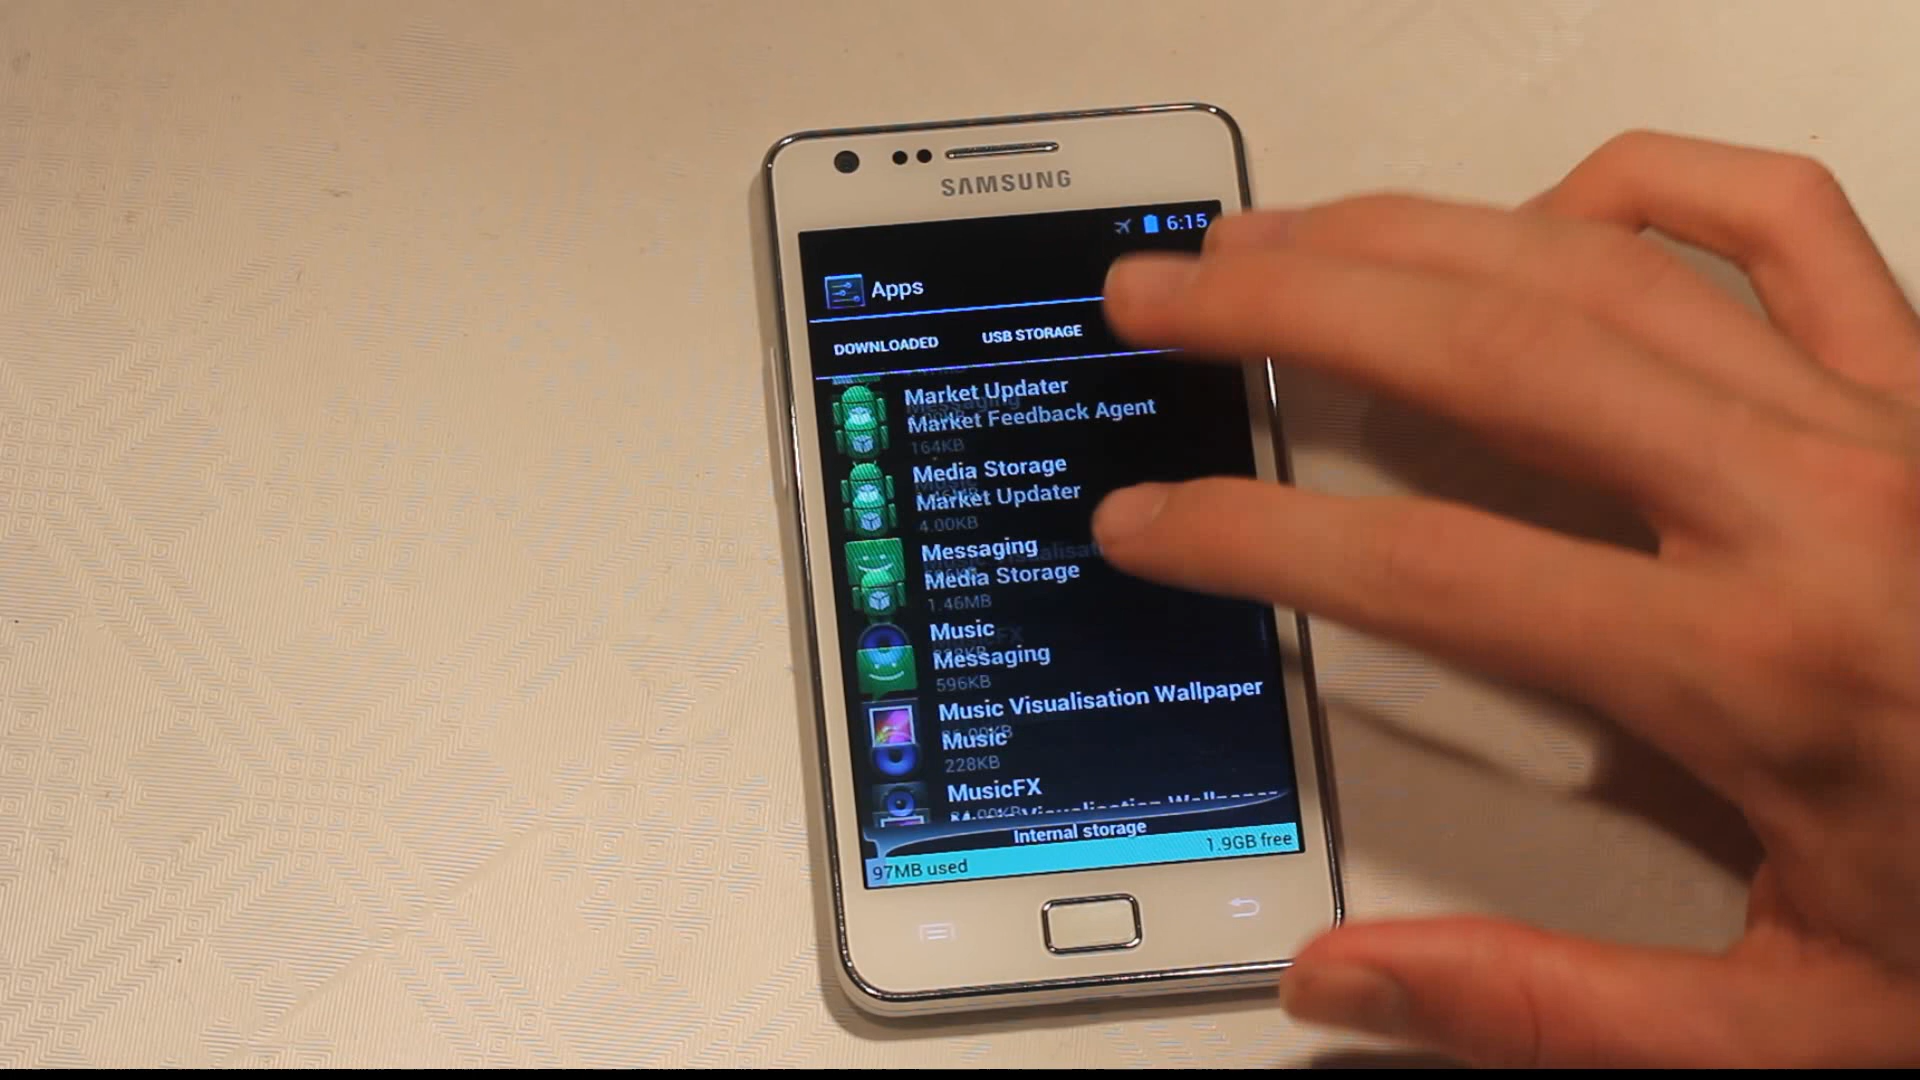 SAMSUNG
6:15
Apps
DOWNLOADED USB STORAGE
Market Updater
Market Feedback Agent
164KB
Media Storage
Market Updater
4.00KB
Messaging
Media Storage
1.46MB
Music
Messaging
596KB
Music Visualisation Wallpaper
Music
228KB
MusicFX
Internal storage
97MB used 1.9GB free